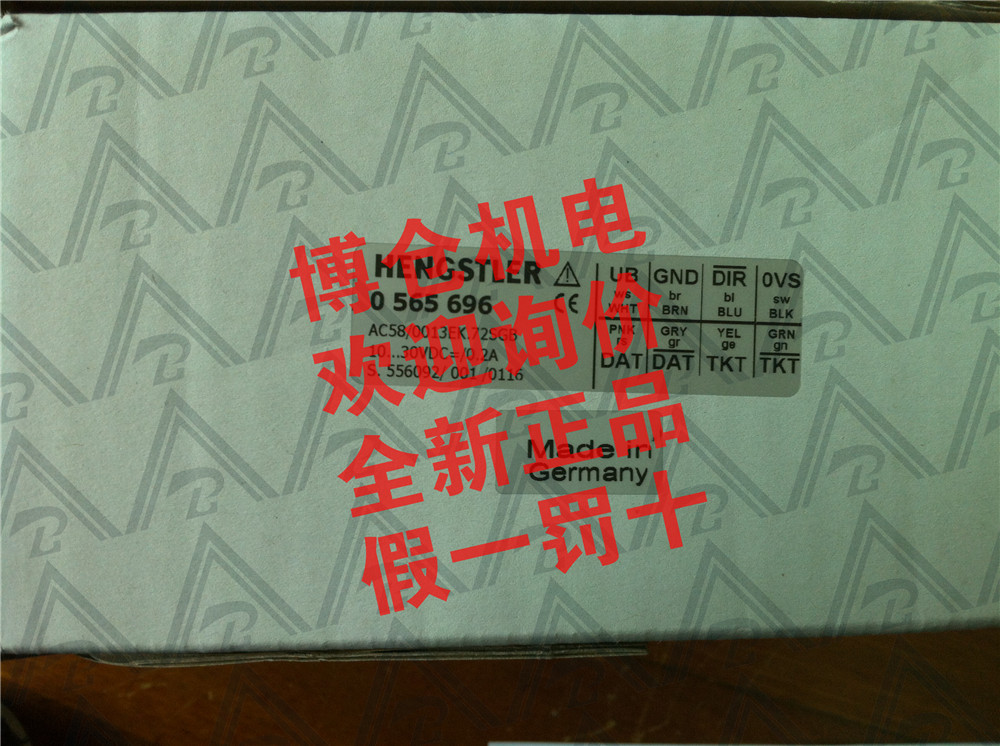 博仓机电
欢迎询价
全新正品
假一罚十
HENGSTLER
0 565 696 CE
AC58/0013EK.72SGB
10...30VDC=/0.2A
S. 556092/ 001 /0116
UB GND DIR 0VS
ws br bl sw
WHT BRN BLU BLK
PNK GRY YEL GRN
rs gr ge gn
DAT DAT TKT TKT
Made in
Germany